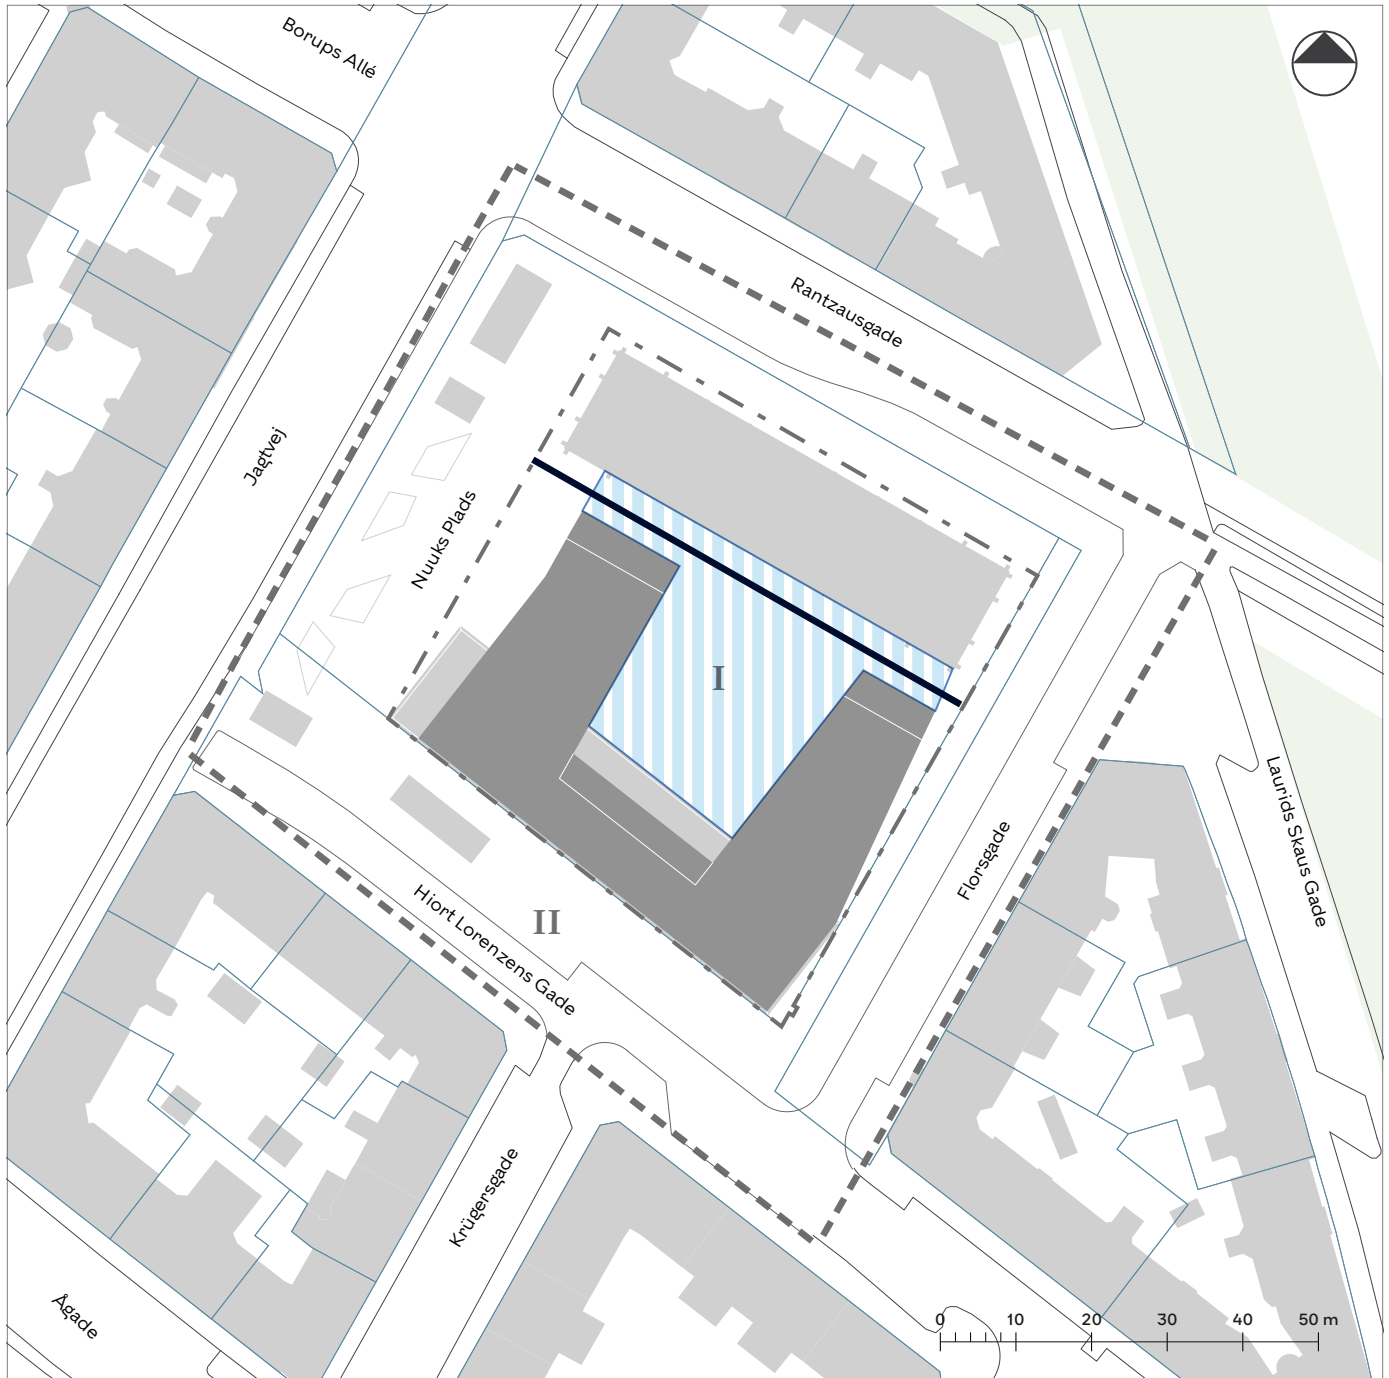 Borups Allé
Rantzausgade
Jagtvej
Nuuks Plads
I
Laurids Skaus Gade
Florsgade
II
Hiort Lorenzens Gade
Krügersgade
Ågade
0 10 20 30 40 50 m